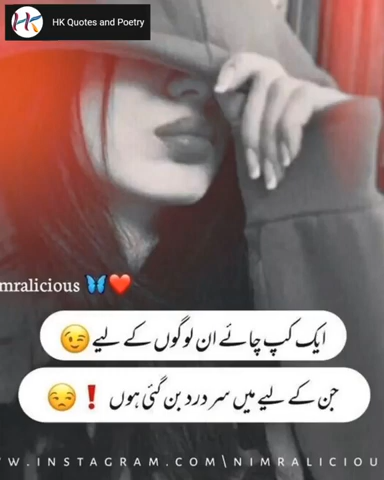 HK Quotes and Poetry
mralicious 🦋❤️
ایک کپ چائے ان لوگوں کے لیے 😉
جن کے لیے میں سر درد بن گئی ہوں ❗ 😒
W.INSTAGRAM.COM\NIMRALICIOU